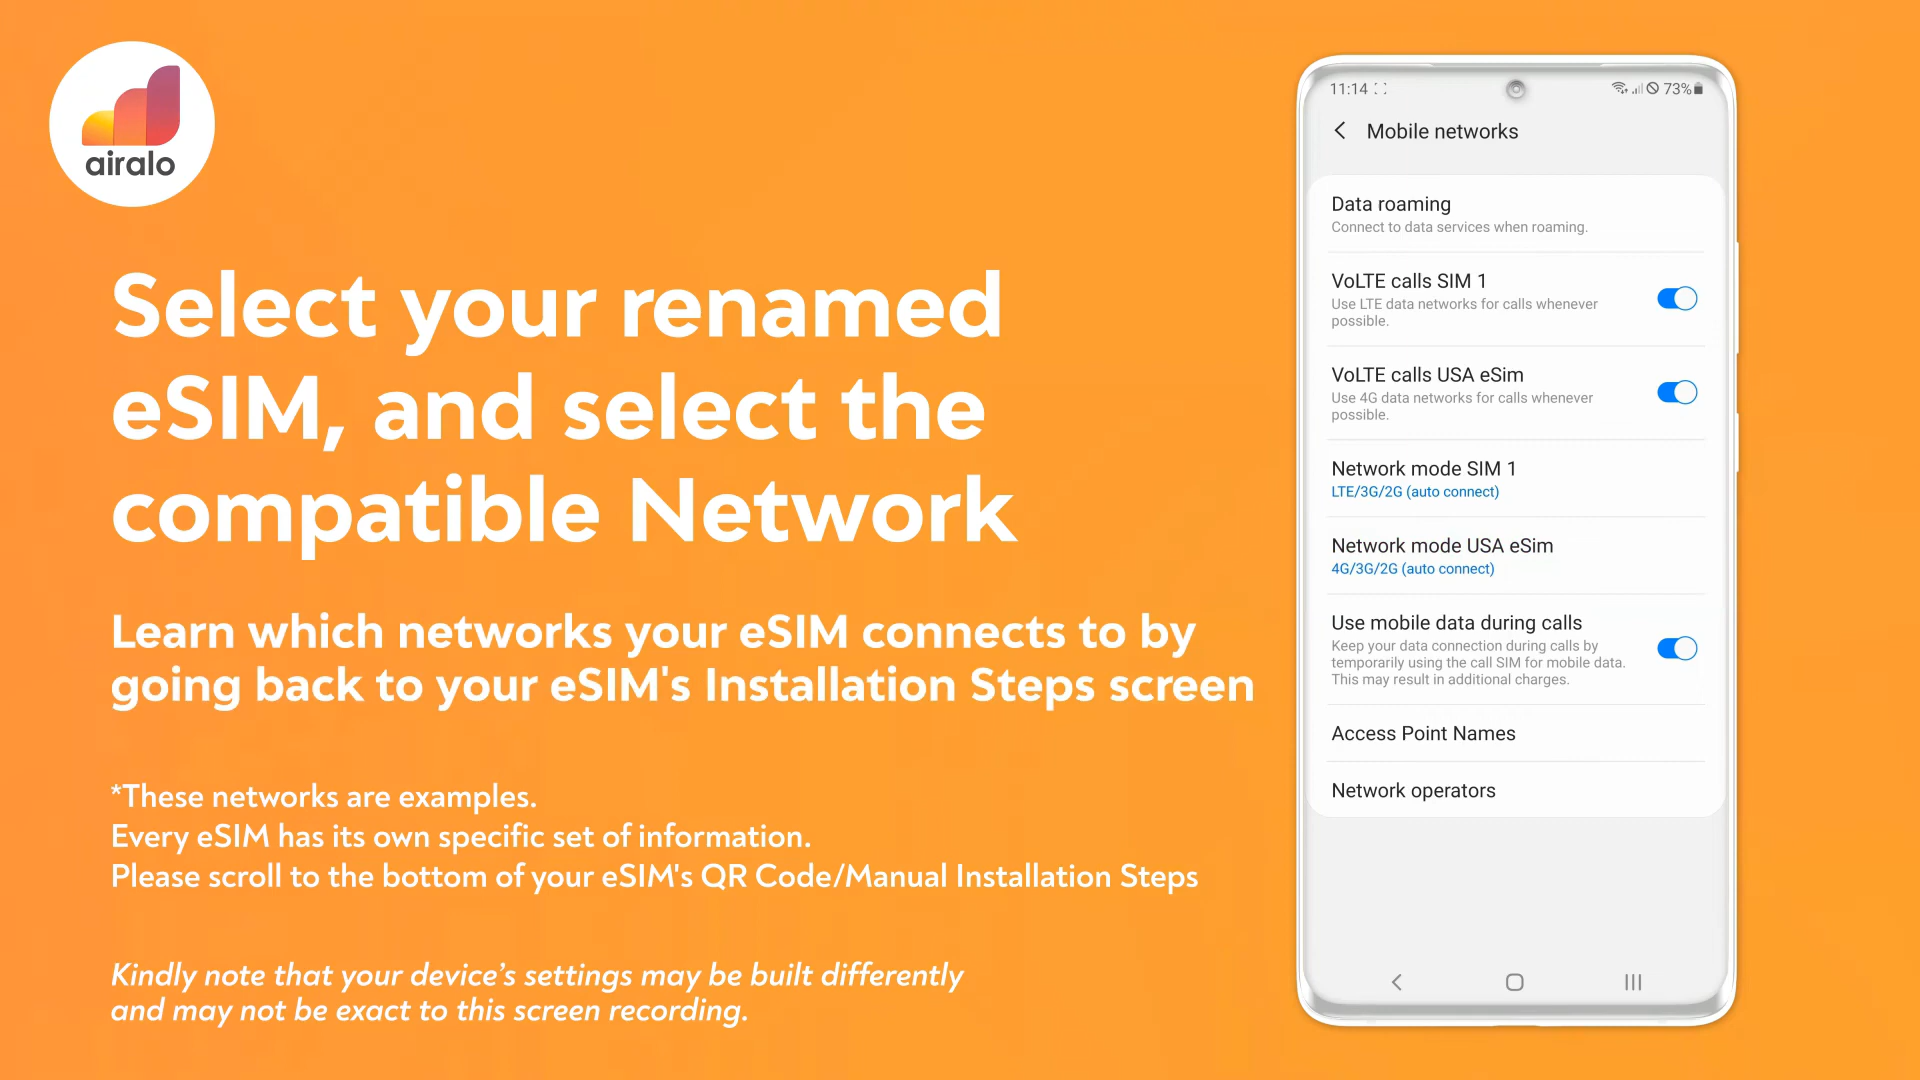 airalo
Select your renamed
eSIM, and select the
compatible Network
Learn which networks your eSIM connects to by
going back to your eSIM's Installation Steps screen
*These networks are examples.
Every eSIM has its own specific set of information.
Please scroll to the bottom of your eSIM's QR Code/Manual Installation Steps
Kindly note that your device’s settings may be built differently
and may not be exact to this screen recording.
11:14
73%
Mobile networks
Data roaming
Connect to data services when roaming.
VoLTE calls SIM 1
Use LTE data networks for calls whenever
possible.
VoLTE calls USA eSim
Use 4G data networks for calls whenever
possible.
Network mode SIM 1
LTE/3G/2G (auto connect)
Network mode USA eSim
4G/3G/2G (auto connect)
Use mobile data during calls
Keep your data connection during calls by
temporarily using the call SIM for mobile data.
This may result in additional charges.
Access Point Names
Network operators